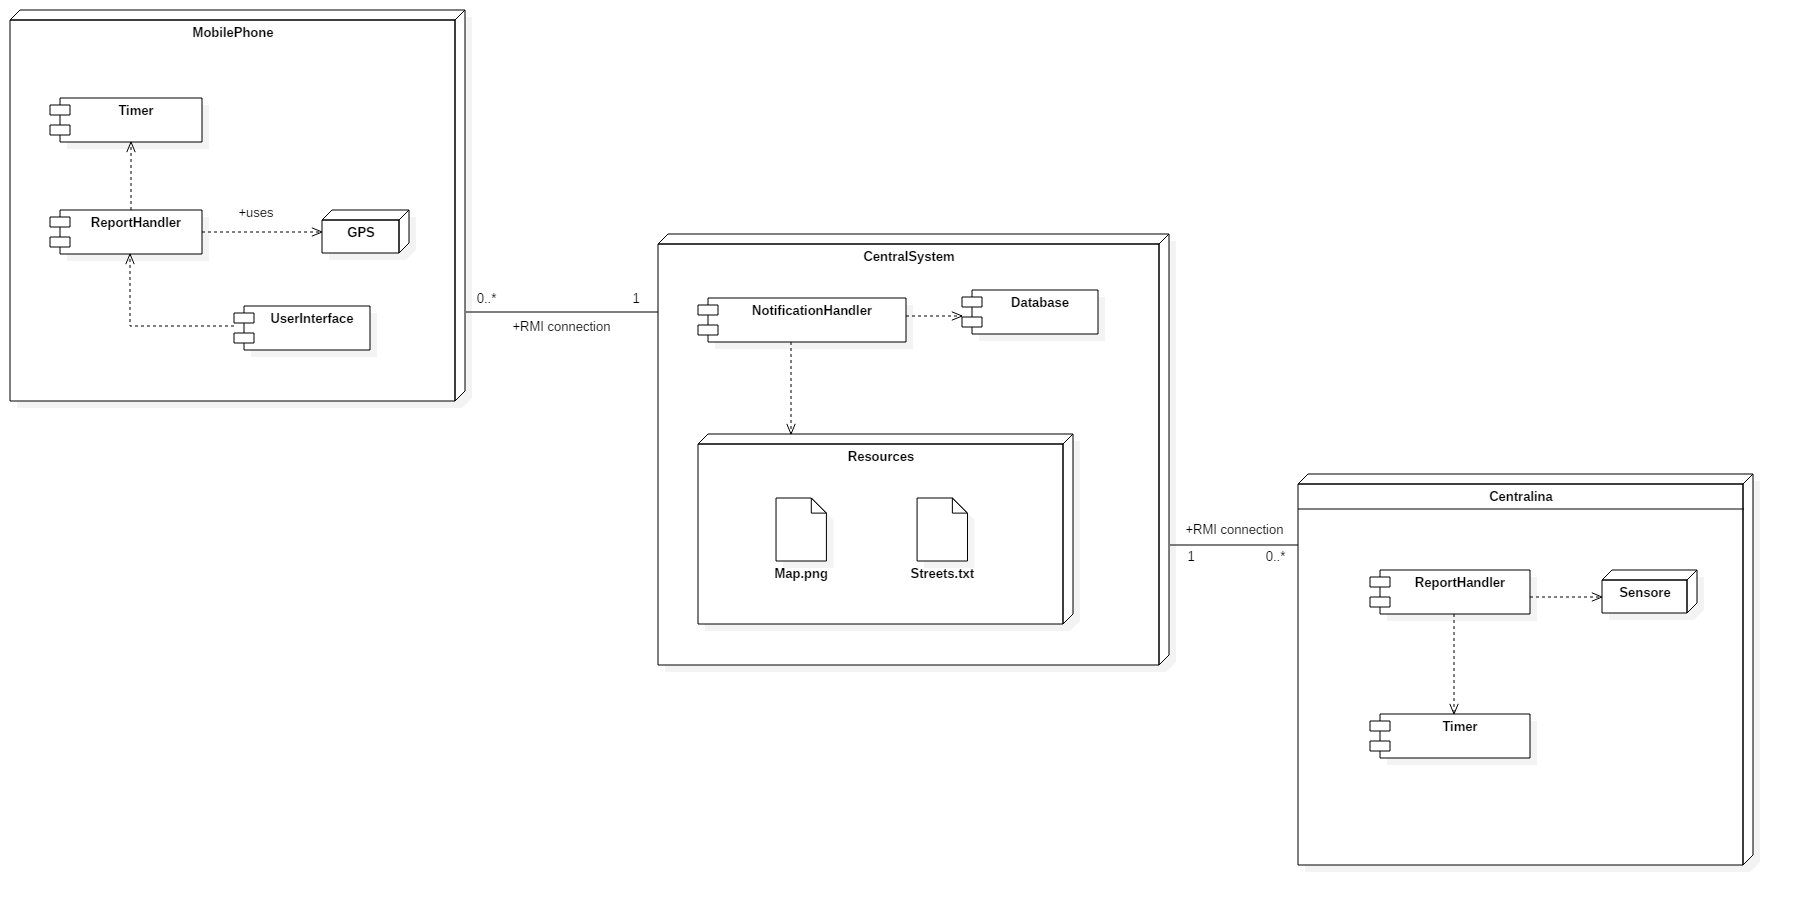 MobilePhone
Timer
ReportHandler
+uses
GPS
UserInterface
0..*
1
+RMI connection
CentralSystem
NotificationHandler
Database
Resources
Map.png
Streets.txt
+RMI connection
1
0..*
Centralina
ReportHandler
Sensore
Timer